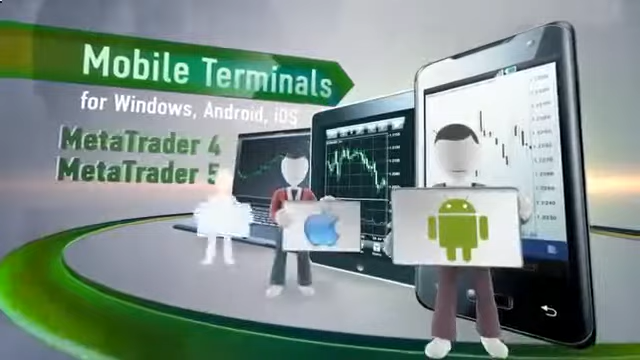 Mobile Terminals
for Windows, Android, iOS
MetaTrader 4
MetaTrader 5